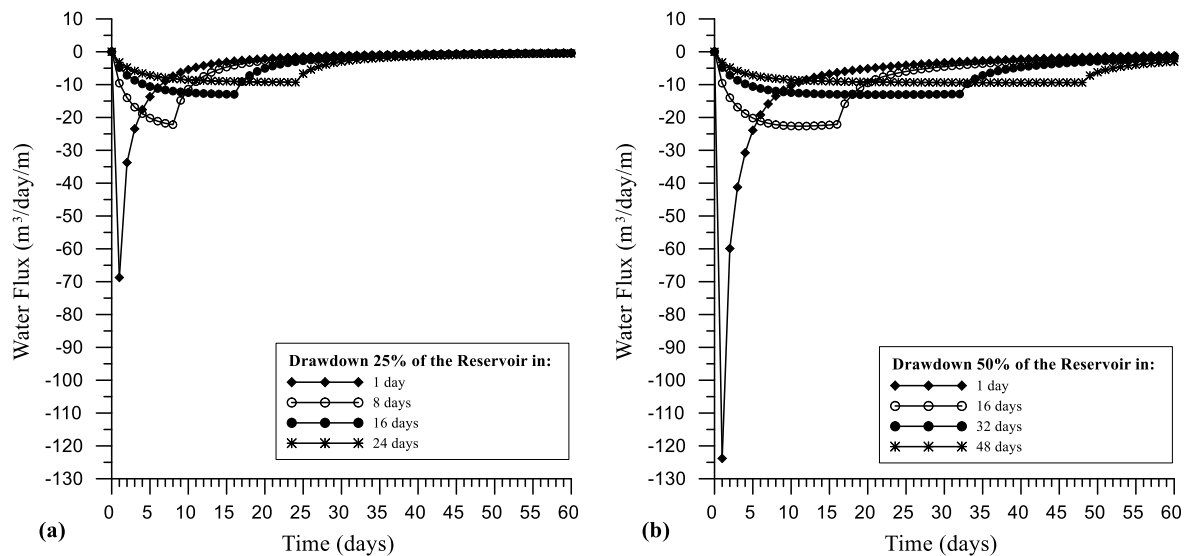 10
0
-10
-20
-30
-40
-50
-60
-70
-80
-90
-100
-110
-120
-130
Water Flux (m³/day/m)
Drawdown 25% of the Reservoir in:
1 day
8 days
16 days
24 days
0 5 10 15 20 25 30 35 40 45 50 55 60
(a)
Time (days)
10
0
-10
-20
-30
-40
-50
-60
-70
-80
-90
-100
-110
-120
-130
Water Flux (m³/day/m)
Drawdown 50% of the Reservoir in:
1 day
16 days
32 days
48 days
0 5 10 15 20 25 30 35 40 45 50 55 60
(b)
Time (days)